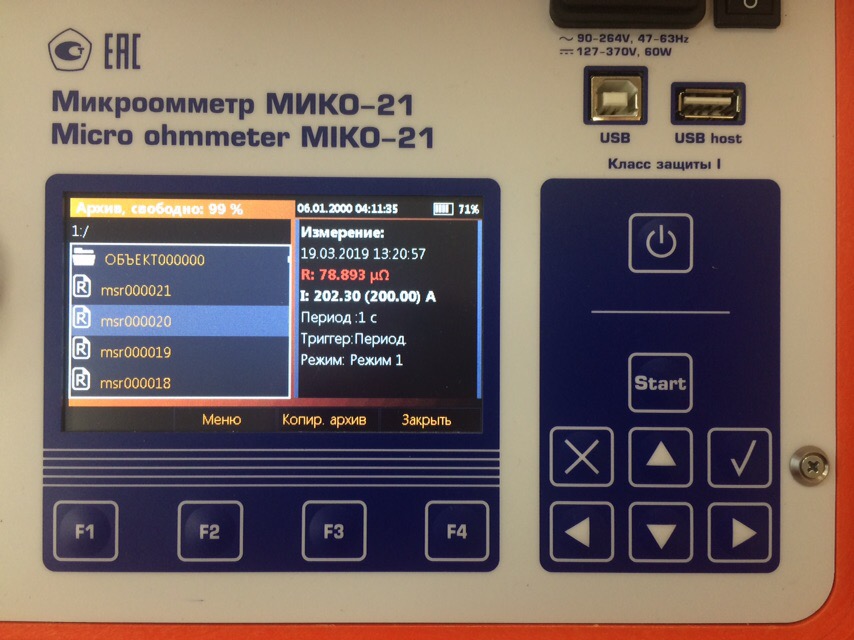 EAC
Микроомметр МИКО-21
Micro ohmmeter MIKO-21
~ 90-264V, 47-63Hz
127-370V, 60W
USB
USB host
Класс защиты I
Архив, свободно: 99 %
06.01.2000 04:11:35
71%
1:/
ОБЪЕКТ000000
msr000021
msr000020
msr000019
msr000018
Измерение:
19.03.2019 13:20:57
R: 78.893 μΩ
I: 202.30 (200.00) A
Период :1 с
Триггер:Период
Режим: Режим 1
Меню
Копир. архив
Закрыть
Start
F1
F2
F3
F4